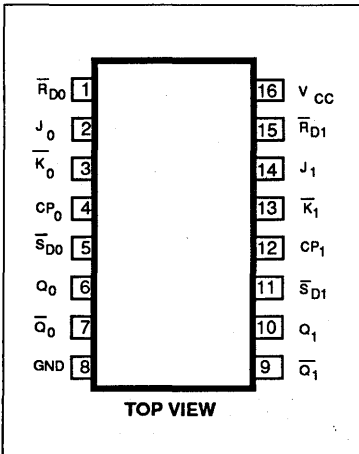 R̅D0 1 16 VCC
J0 2 15 R̅D1
K̅0 3 14 J1
CP0 4 13 K̅1
S̅D0 5 12 CP1
Q0 6 11 S̅D1
Q̅0 7 10 Q1
GND 8 9 Q̅1
TOP VIEW